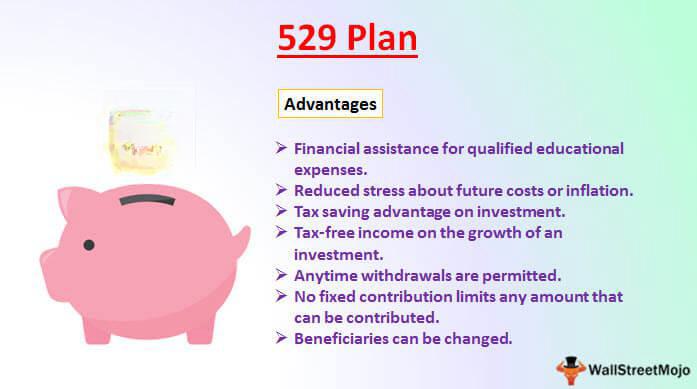 529 Plan
Advantages
➢ Financial assistance for qualified educational
expenses.
➢ Reduced stress about future costs or inflation.
➢ Tax saving advantage on investment.
➢ Tax-free income on the growth of an
investment.
➢ Anytime withdrawals are permitted.
➢ No fixed contribution limits any amount that
can be contributed.
➢ Beneficiaries can be changed.
WallStreetMojo